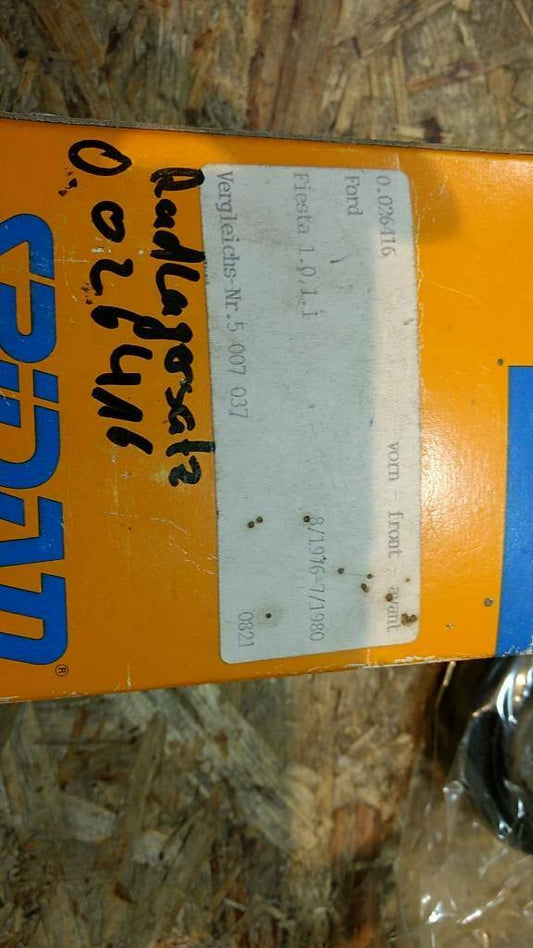 0.026416 vorn - front - avant
Ford
Fiesta 1.0/1.1 8/1976-7/1980
Vergleichs-Nr.5 007 037 0821
Radlagersatz
0 026416
SPIDAN®